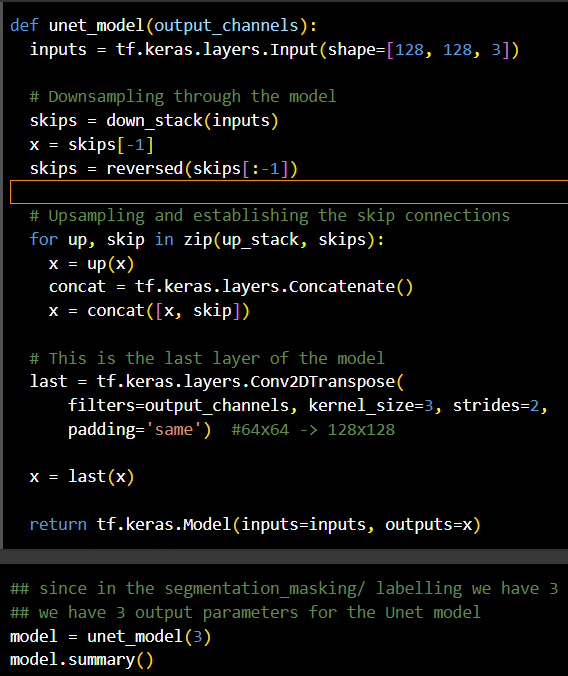 def unet_model(output_channels):
  inputs = tf.keras.layers.Input(shape=[128, 128, 3])
  # Downsampling through the model
  skips = down_stack(inputs)
  x = skips[-1]
  skips = reversed(skips[:-1])
  # Upsampling and establishing the skip connections
  for up, skip in zip(up_stack, skips):
    x = up(x)
    concat = tf.keras.layers.Concatenate()
    x = concat([x, skip])
  # This is the last layer of the model
  last = tf.keras.layers.Conv2DTranspose(
      filters=output_channels, kernel_size=3, strides=2,
      padding='same')  #64x64 -> 128x128
  x = last(x)
  return tf.keras.Model(inputs=inputs, outputs=x)
## since in the segmentation_masking/ labelling we have 3
## we have 3 output parameters for the Unet model
model = unet_model(3)
model.summary()